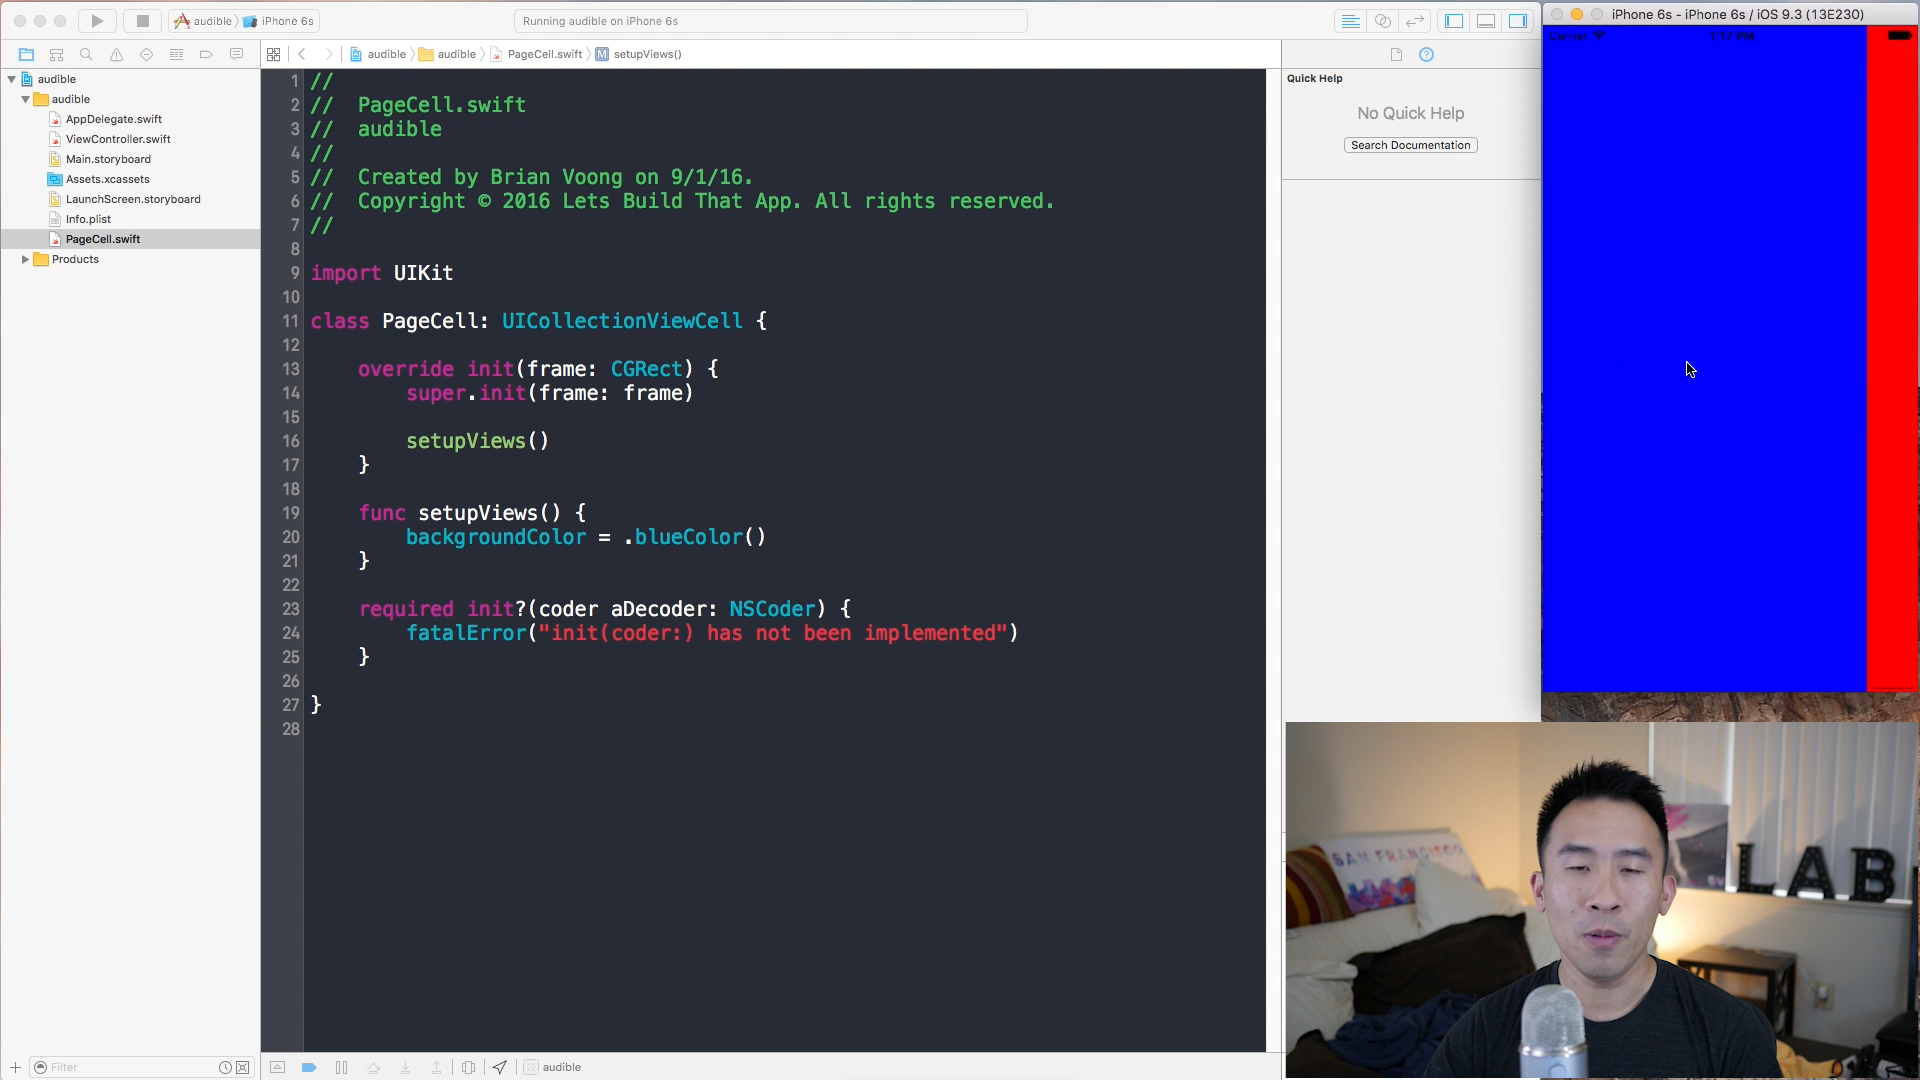 audible
iPhone 6s
Running audible on iPhone 6s
iPhone 6s - iPhone 6s / iOS 9.3 (13E230)
Carrier
1:17 PM
audible
audible
PageCell.swift
setupViews()
audible
audible
AppDelegate.swift
ViewController.swift
Main.storyboard
Assets.xcassets
LaunchScreen.storyboard
Info.plist
PageCell.swift
Products
1 //
2 //  PageCell.swift
3 //  audible
4 //
5 //  Created by Brian Voong on 9/1/16.
6 //  Copyright © 2016 Lets Build That App. All rights reserved.
7 //
8
9 import UIKit
10
11 class PageCell: UICollectionViewCell {
12
13     override init(frame: CGRect) {
14         super.init(frame: frame)
15
16         setupViews()
17     }
18
19     func setupViews() {
20         backgroundColor = .blueColor()
21     }
22
23     required init?(coder aDecoder: NSCoder) {
24         fatalError("init(coder:) has not been implemented")
25     }
26
27 }
28
Quick Help
No Quick Help
Search Documentation
SAN FRANCISCO
LAB
Filter
audible